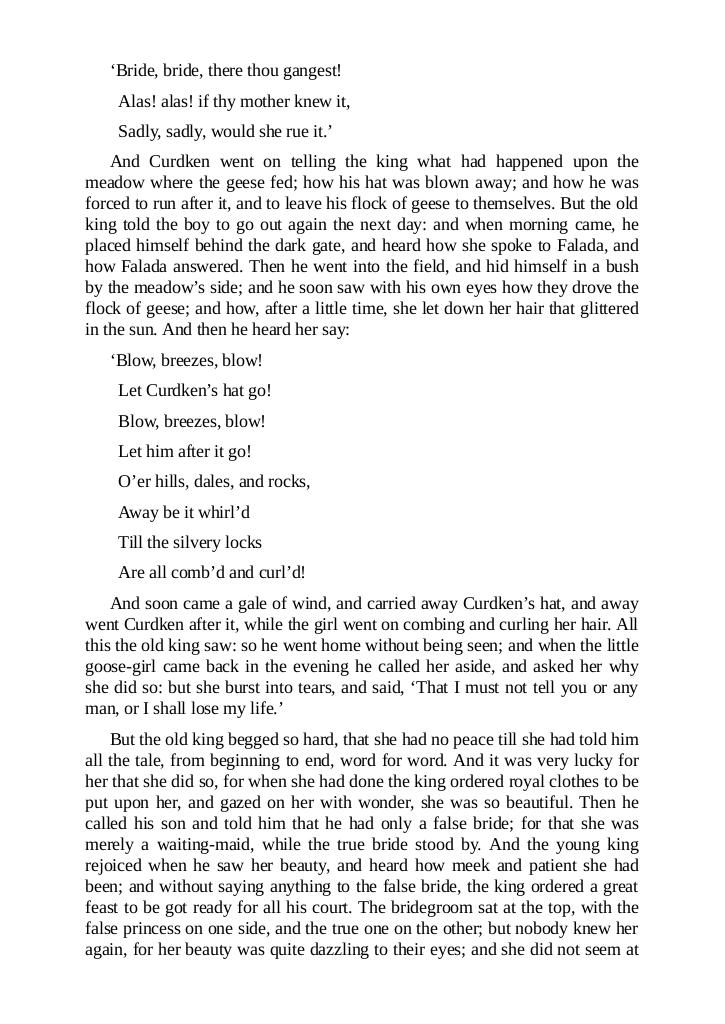 ‘Bride, bride, there thou gangest!
Alas! alas! if thy mother knew it,
Sadly, sadly, would she rue it.’
And Curdken went on telling the king what had happened upon the
meadow where the geese fed; how his hat was blown away; and how he was
forced to run after it, and to leave his flock of geese to themselves. But the old
king told the boy to go out again the next day: and when morning came, he
placed himself behind the dark gate, and heard how she spoke to Falada, and
how Falada answered. Then he went into the field, and hid himself in a bush
by the meadow’s side; and he soon saw with his own eyes how they drove the
flock of geese; and how, after a little time, she let down her hair that glittered
in the sun. And then he heard her say:
‘Blow, breezes, blow!
Let Curdken’s hat go!
Blow, breezes, blow!
Let him after it go!
O’er hills, dales, and rocks,
Away be it whirl’d
Till the silvery locks
Are all comb’d and curl’d!
And soon came a gale of wind, and carried away Curdken’s hat, and away
went Curdken after it, while the girl went on combing and curling her hair. All
this the old king saw: so he went home without being seen; and when the little
goose-girl came back in the evening he called her aside, and asked her why
she did so: but she burst into tears, and said, ‘That I must not tell you or any
man, or I shall lose my life.’
But the old king begged so hard, that she had no peace till she had told him
all the tale, from beginning to end, word for word. And it was very lucky for
her that she did so, for when she had done the king ordered royal clothes to be
put upon her, and gazed on her with wonder, she was so beautiful. Then he
called his son and told him that he had only a false bride; for that she was
merely a waiting-maid, while the true bride stood by. And the young king
rejoiced when he saw her beauty, and heard how meek and patient she had
been; and without saying anything to the false bride, the king ordered a great
feast to be got ready for all his court. The bridegroom sat at the top, with the
false princess on one side, and the true one on the other; but nobody knew her
again, for her beauty was quite dazzling to their eyes; and she did not seem at